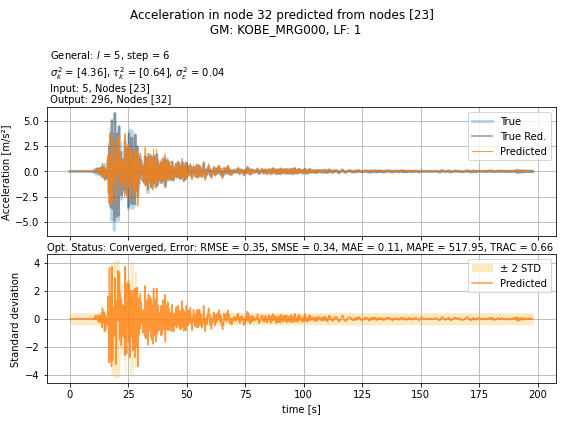 Acceleration in node 32 predicted from nodes [23]
GM: KOBE_MRG000, LF: 1
General: l = 5, step = 6
σ²ₖ = [4.36], τ²ₖ = [0.64], σ²ε = 0.04
Input: 5, Nodes [23]
Output: 296, Nodes [32]
Acceleration [m/s²]
5.0
2.5
0.0
−2.5
−5.0
True
True Red.
Predicted
Opt. Status: Converged, Error: RMSE = 0.35, SMSE = 0.34, MAE = 0.11, MAPE = 517.95, TRAC = 0.66
Standard deviation
4
2
0
−2
−4
± 2 STD
Predicted
0
25
50
75
100
125
150
175
200
time [s]